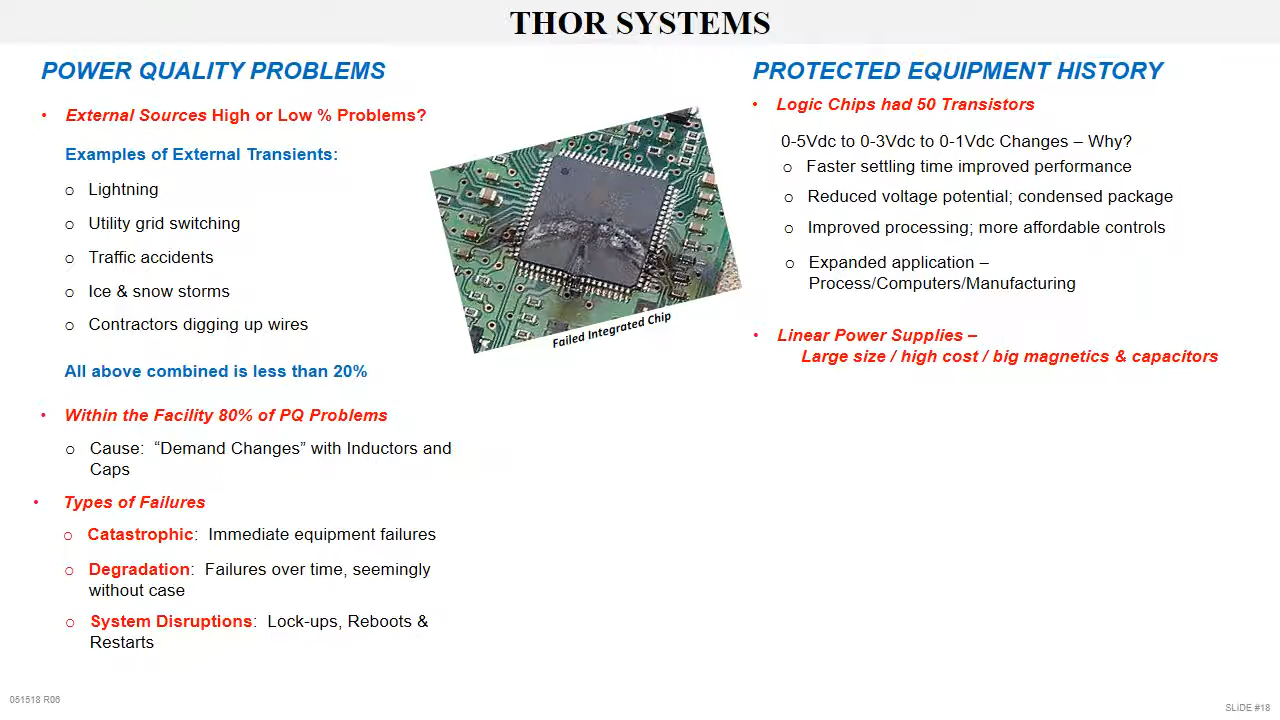 THOR SYSTEMS
POWER QUALITY PROBLEMS
• External Sources High or Low % Problems?
Examples of External Transients:
o Lightning
o Utility grid switching
o Traffic accidents
o Ice & snow storms
o Contractors digging up wires
All above combined is less than 20%
• Within the Facility 80% of PQ Problems
o Cause: “Demand Changes” with Inductors and
Caps
• Types of Failures
o Catastrophic: Immediate equipment failures
o Degradation: Failures over time, seemingly
without case
o System Disruptions: Lock-ups, Reboots &
Restarts
Failed Integrated Chip
PROTECTED EQUIPMENT HISTORY
• Logic Chips had 50 Transistors
0-5Vdc to 0-3Vdc to 0-1Vdc Changes – Why?
o Faster settling time improved performance
o Reduced voltage potential; condensed package
o Improved processing; more affordable controls
o Expanded application –
Process/Computers/Manufacturing
• Linear Power Supplies –
Large size / high cost / big magnetics & capacitors
051518 R06
SLIDE #18